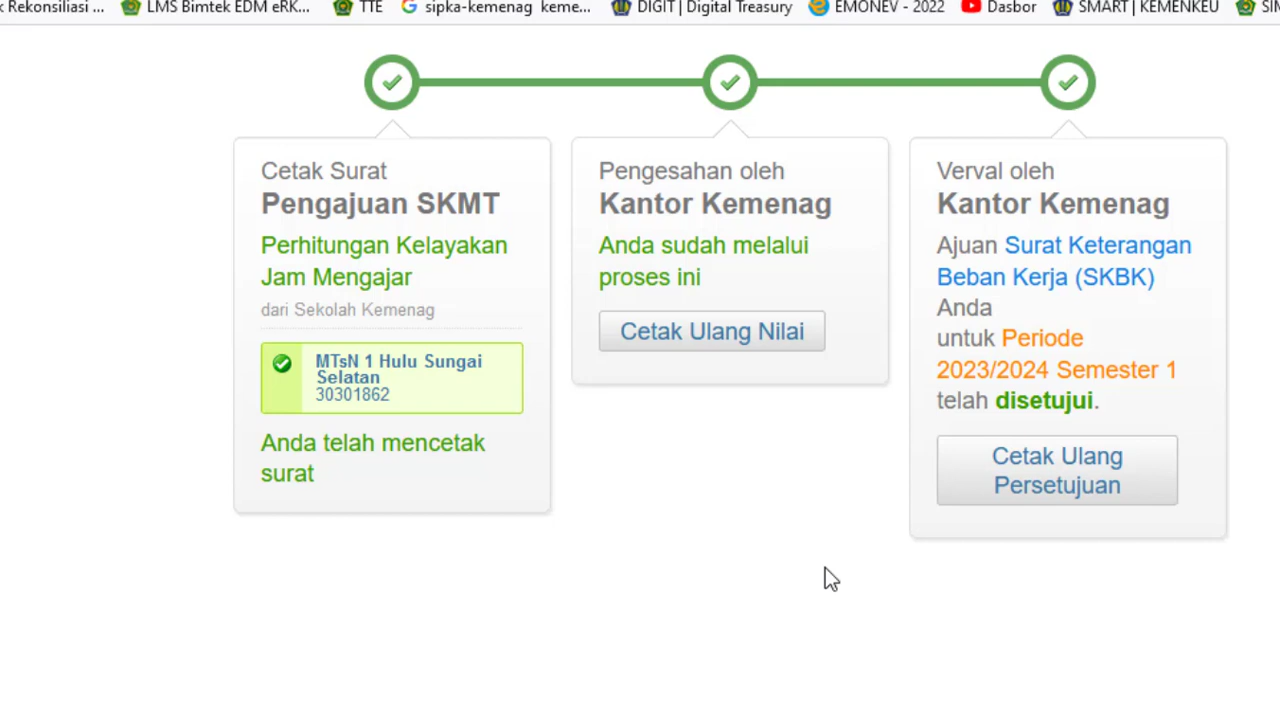 k Rekonsiliasi ... LMS Bimtek EDM eRK... TTE sipka-kemenag keme... DIGIT | Digital Treasury EMONEV - 2022 Dasbor SMART | KEMENKEU SIM
Cetak Surat
Pengajuan SKMT
Perhitungan Kelayakan
Jam Mengajar
dari Sekolah Kemenag
MTsN 1 Hulu Sungai
Selatan
30301862
Anda telah mencetak
surat
Pengesahan oleh
Kantor Kemenag
Anda sudah melalui
proses ini
Cetak Ulang Nilai
Verval oleh
Kantor Kemenag
Ajuan Surat Keterangan
Beban Kerja (SKBK)
Anda
untuk Periode
2023/2024 Semester 1
telah disetujui.
Cetak Ulang
Persetujuan